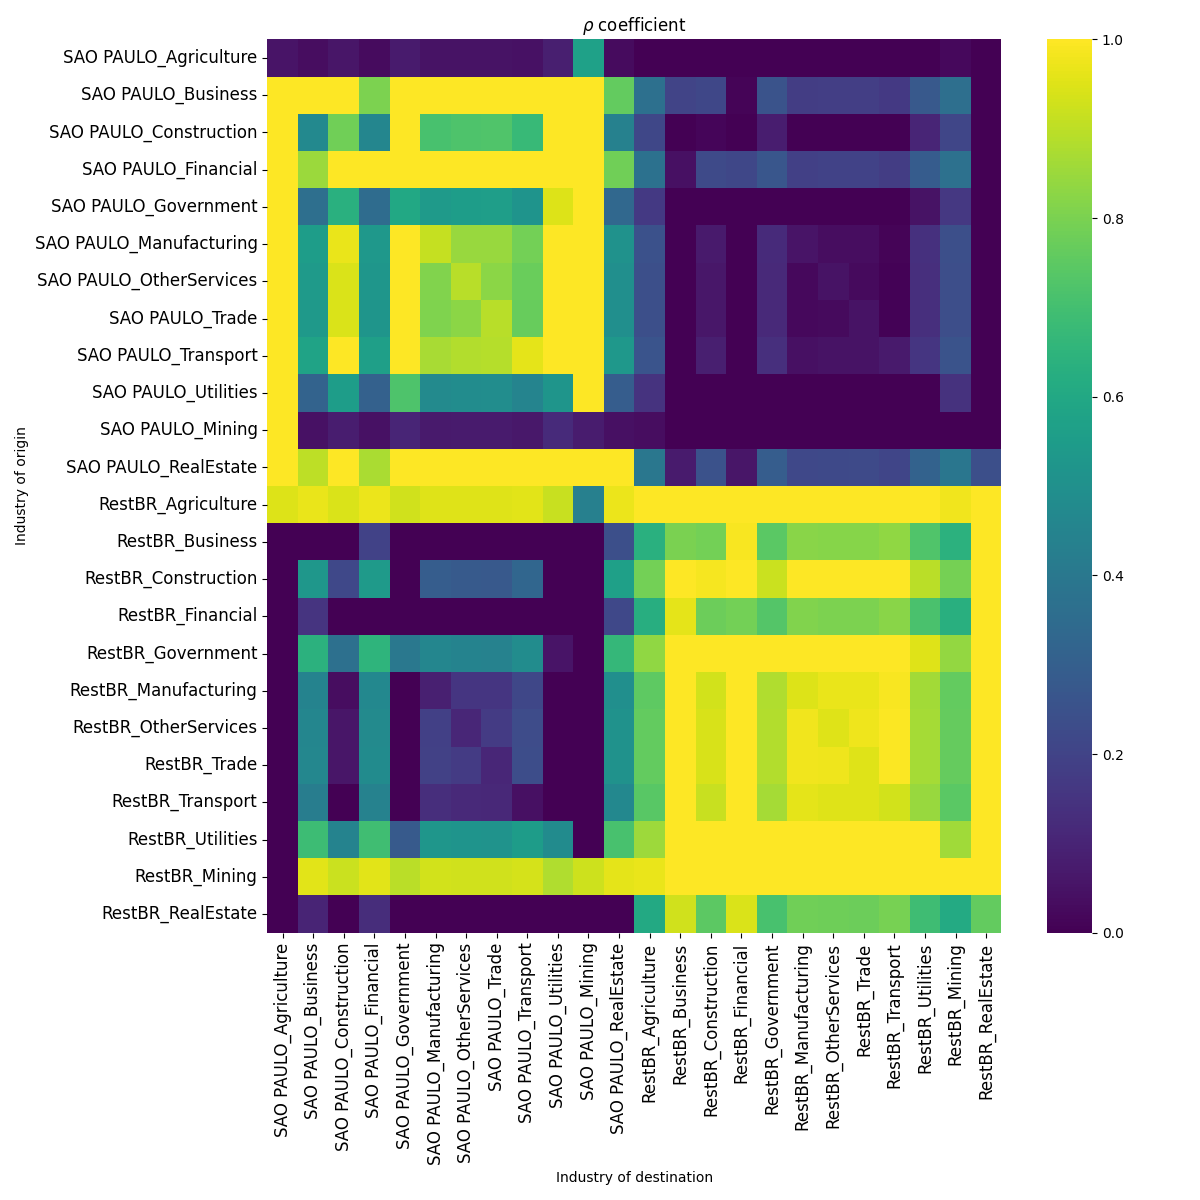 ρ coefficient
SAO PAULO_Agriculture
SAO PAULO_Business
SAO PAULO_Construction
SAO PAULO_Financial
SAO PAULO_Government
SAO PAULO_Manufacturing
SAO PAULO_OtherServices
SAO PAULO_Trade
SAO PAULO_Transport
SAO PAULO_Utilities
SAO PAULO_Mining
SAO PAULO_RealEstate
RestBR_Agriculture
RestBR_Business
RestBR_Construction
RestBR_Financial
RestBR_Government
RestBR_Manufacturing
RestBR_OtherServices
RestBR_Trade
RestBR_Transport
RestBR_Utilities
RestBR_Mining
RestBR_RealEstate
Industry of origin
SAO PAULO_Agriculture
SAO PAULO_Business
SAO PAULO_Construction
SAO PAULO_Financial
SAO PAULO_Government
SAO PAULO_Manufacturing
SAO PAULO_OtherServices
SAO PAULO_Trade
SAO PAULO_Transport
SAO PAULO_Utilities
SAO PAULO_Mining
SAO PAULO_RealEstate
RestBR_Agriculture
RestBR_Business
RestBR_Construction
RestBR_Financial
RestBR_Government
RestBR_Manufacturing
RestBR_OtherServices
RestBR_Trade
RestBR_Transport
RestBR_Utilities
RestBR_Mining
RestBR_RealEstate
Industry of destination
1.0
0.8
0.6
0.4
0.2
0.0